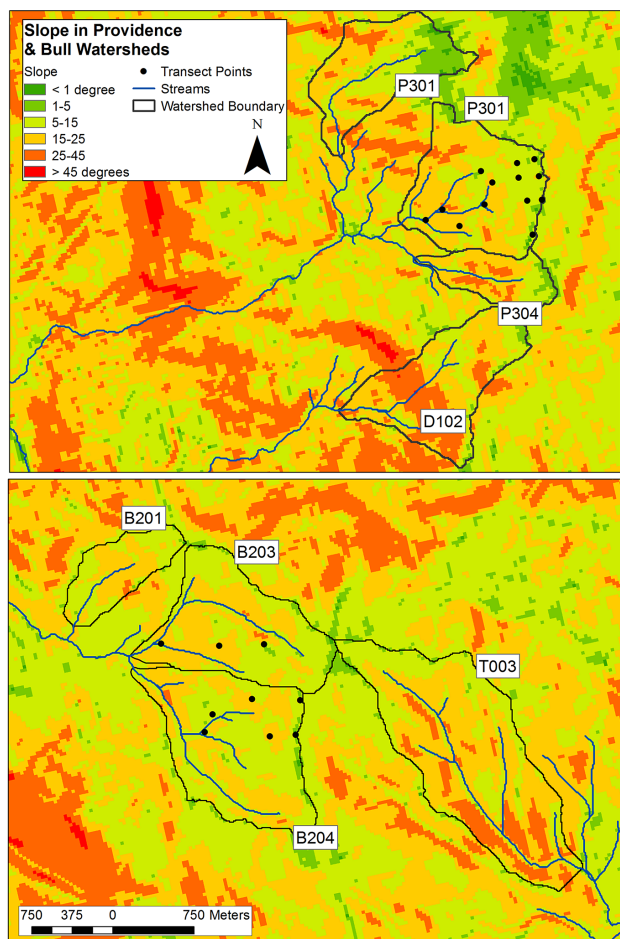 Slope in Providence
& Bull Watersheds
Slope
< 1 degree
1-5
5-15
15-25
25-45
> 45 degrees
Transect Points
Streams
Watershed Boundary
N
P301
P301
P304
D102
B201
B203
T003
B204
750 375 0 750 Meters